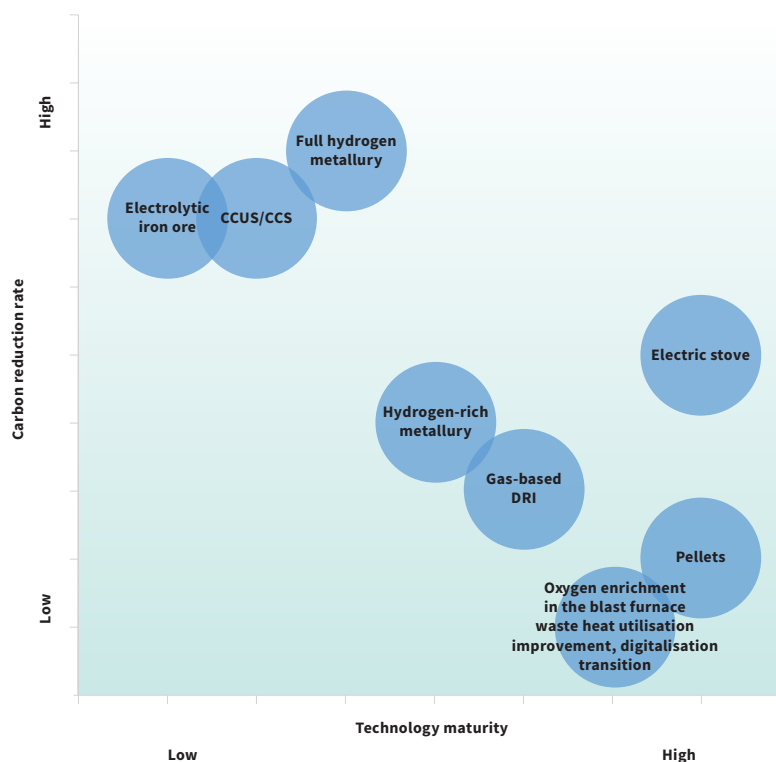 High
Full hydrogen
metallury
Electrolytic
iron ore
CCUS/CCS
Carbon reduction rate
Electric stove
Hydrogen-rich
metallury
Gas-based
DRI
Pellets
Oxygen enrichment
in the blast furnace
waste heat utilisation
improvement, digitalisation
transition
Low
Technology maturity
Low
High